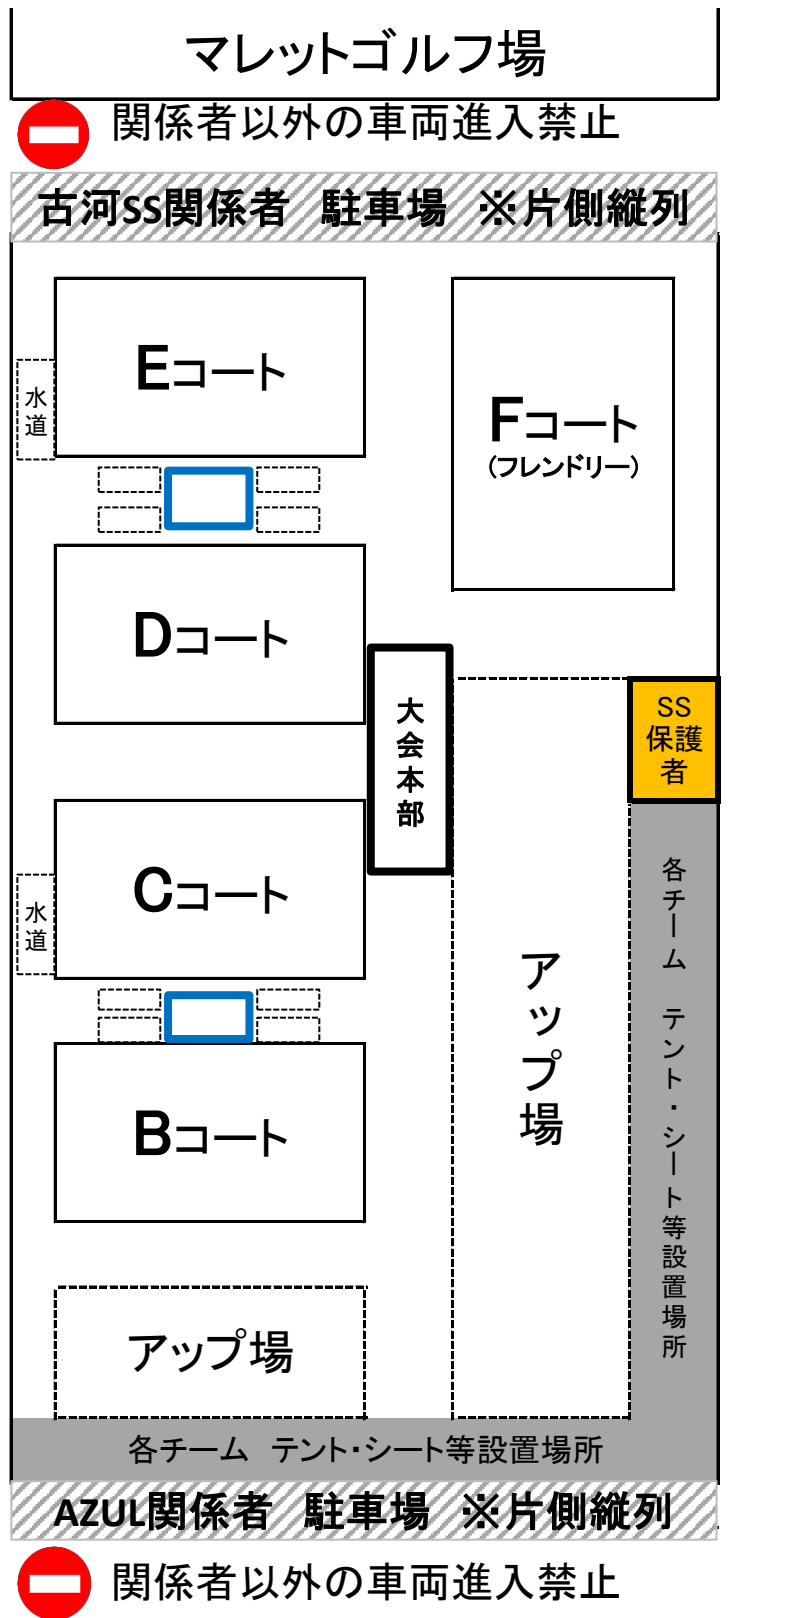 マレットゴルフ場
関係者以外の車両進入禁止
古河SS関係者　駐車場　※片側縦列
Eコート
水道
Fコート
(フレンドリー)
Dコート
大会本部
SS
保護
者
Cコート
水道
各チーム　テント・シート等設置場所
アップ場
Bコート
アップ場
各チーム　テント・シート等設置場所
AZUL関係者　駐車場　※片側縦列
関係者以外の車両進入禁止